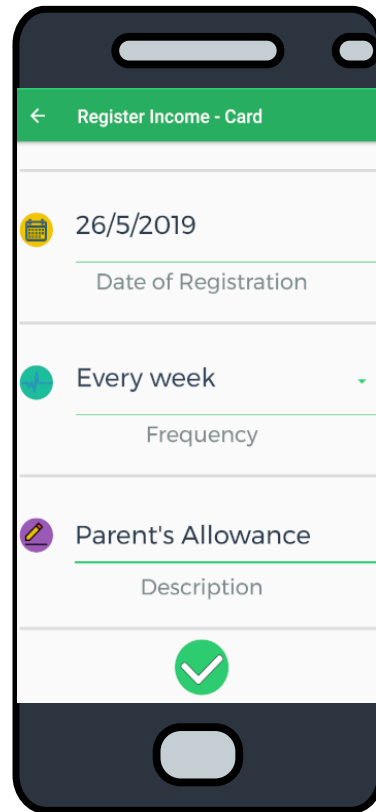 Register Income - Card
26/5/2019
Date of Registration
Every week
Frequency
Parent's Allowance
Description